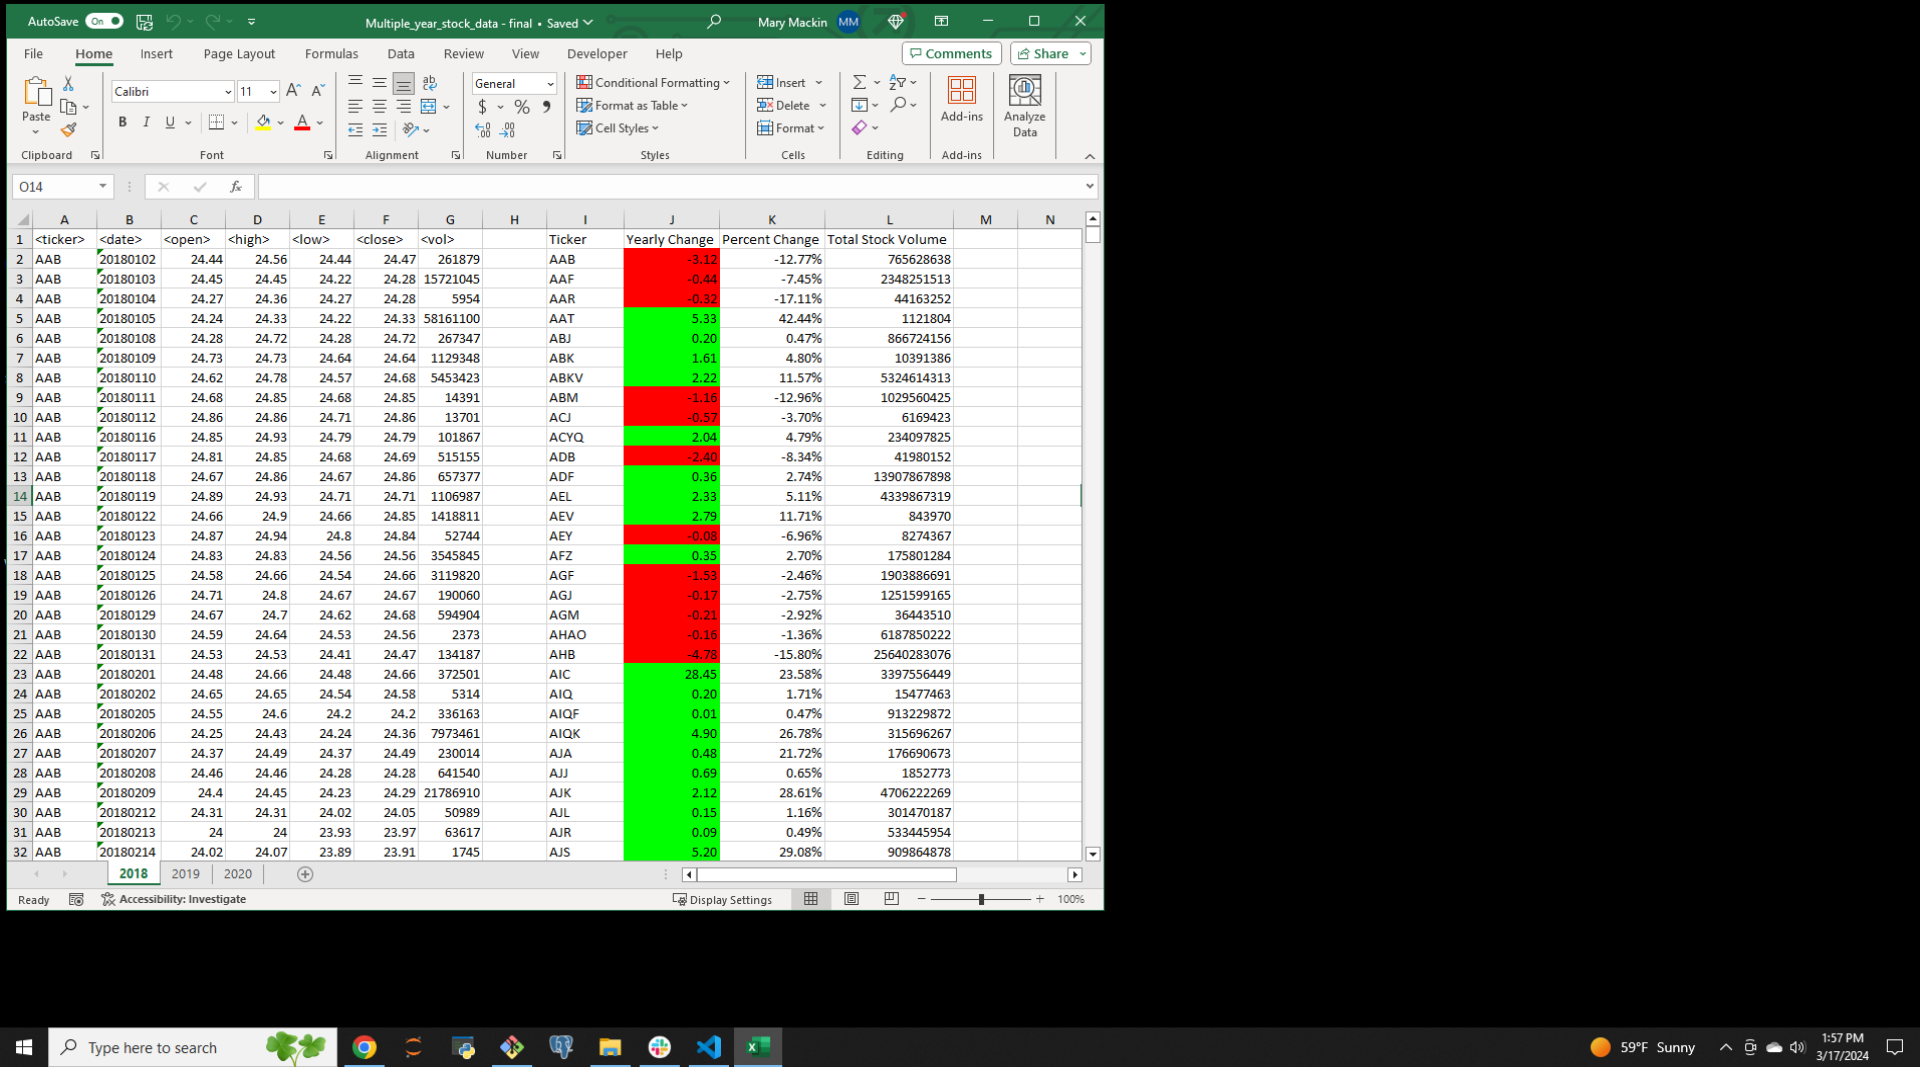 AutoSave On Multiple_year_stock_data - final • Saved Mary Mackin MM
File Home Insert Page Layout Formulas Data Review View Developer Help Comments Share
Calibri 11 General Conditional Formatting Insert
Paste $ % Format as Table Delete Add-ins Analyze Data
B I U A Cell Styles Format
Clipboard Font Alignment Number Styles Cells Editing Add-ins
O14 fx
A B C D E F G H I J K L M N
1 <ticker> <date> <open> <high> <low> <close> <vol> Ticker Yearly Change Percent Change Total Stock Volume
2 AAB 20180102 24.44 24.56 24.44 24.47 261879 AAB -3.12 -12.77% 765628638
3 AAB 20180103 24.45 24.45 24.22 24.28 15721045 AAF -0.44 -7.45% 2348251513
4 AAB 20180104 24.27 24.36 24.27 24.28 5954 AAR -0.32 -17.11% 44163252
5 AAB 20180105 24.24 24.33 24.22 24.33 58161100 AAT 5.33 42.44% 1121804
6 AAB 20180108 24.28 24.72 24.28 24.72 267347 ABJ 0.20 0.47% 866724156
7 AAB 20180109 24.73 24.73 24.64 24.64 1129348 ABK 1.61 4.80% 10391386
8 AAB 20180110 24.62 24.78 24.57 24.68 5453423 ABKV 2.22 11.57% 5324614313
9 AAB 20180111 24.68 24.85 24.68 24.85 14391 ABM -1.16 -12.96% 1029560425
10 AAB 20180112 24.86 24.86 24.71 24.86 13701 ACJ -0.57 -3.70% 6169423
11 AAB 20180116 24.85 24.93 24.79 24.79 101867 ACYQ 2.04 4.79% 234097825
12 AAB 20180117 24.81 24.85 24.68 24.69 515155 ADB -2.40 -8.34% 41980152
13 AAB 20180118 24.67 24.86 24.67 24.86 657377 ADF 0.36 2.74% 13907867898
14 AAB 20180119 24.89 24.93 24.71 24.71 1106987 AEL 2.33 5.11% 4339867319
15 AAB 20180122 24.66 24.9 24.66 24.85 1418811 AEV 2.79 11.71% 843970
16 AAB 20180123 24.87 24.94 24.8 24.84 52744 AEY -0.08 -6.96% 8274367
17 AAB 20180124 24.83 24.83 24.56 24.56 3545845 AFZ 0.35 2.70% 175801284
18 AAB 20180125 24.58 24.66 24.54 24.66 3119820 AGF -1.53 -2.46% 1903886691
19 AAB 20180126 24.71 24.8 24.67 24.67 190060 AGJ -0.17 -2.75% 1251599165
20 AAB 20180129 24.67 24.7 24.62 24.68 594904 AGM -0.21 -2.92% 36443510
21 AAB 20180130 24.59 24.64 24.53 24.56 2373 AHAO -0.16 -1.36% 6187850222
22 AAB 20180131 24.53 24.53 24.41 24.47 134187 AHB -4.78 -15.80% 25640283076
23 AAB 20180201 24.48 24.66 24.48 24.66 372501 AIC 28.45 23.58% 3397556449
24 AAB 20180202 24.65 24.65 24.54 24.58 5314 AIQ 0.20 1.71% 15477463
25 AAB 20180205 24.55 24.6 24.2 24.2 336163 AIQF 0.01 0.47% 913229872
26 AAB 20180206 24.25 24.43 24.24 24.36 7973461 AIQK 4.90 26.78% 315696267
27 AAB 20180207 24.37 24.49 24.37 24.49 230014 AJA 0.48 21.72% 176690673
28 AAB 20180208 24.46 24.46 24.28 24.28 641540 AJJ 0.69 0.65% 1852773
29 AAB 20180209 24.4 24.45 24.23 24.29 21786910 AJK 2.12 28.61% 4706222269
30 AAB 20180212 24.31 24.31 24.02 24.05 50989 AJL 0.15 1.16% 301470187
31 AAB 20180213 24 24 23.93 23.97 63617 AJR 0.09 0.49% 533445954
32 AAB 20180214 24.02 24.07 23.89 23.91 1745 AJS 5.20 29.08% 909864878
2018 2019 2020
Ready Accessibility: Investigate Display Settings 100%
Type here to search 59°F Sunny 1:57 PM
3/17/2024